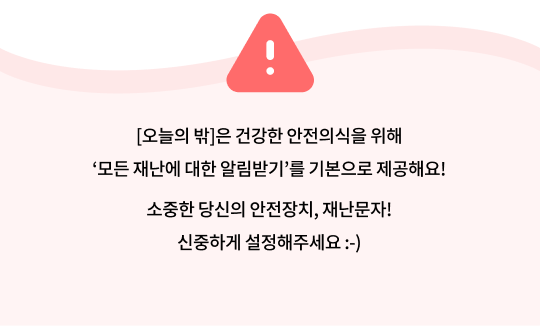 [오늘의 밖]은 건강한 안전의식을 위해
‘모든 재난에 대한 알림받기’를 기본으로 제공해요!
소중한 당신의 안전장치, 재난문자!
신중하게 설정해주세요 :-)